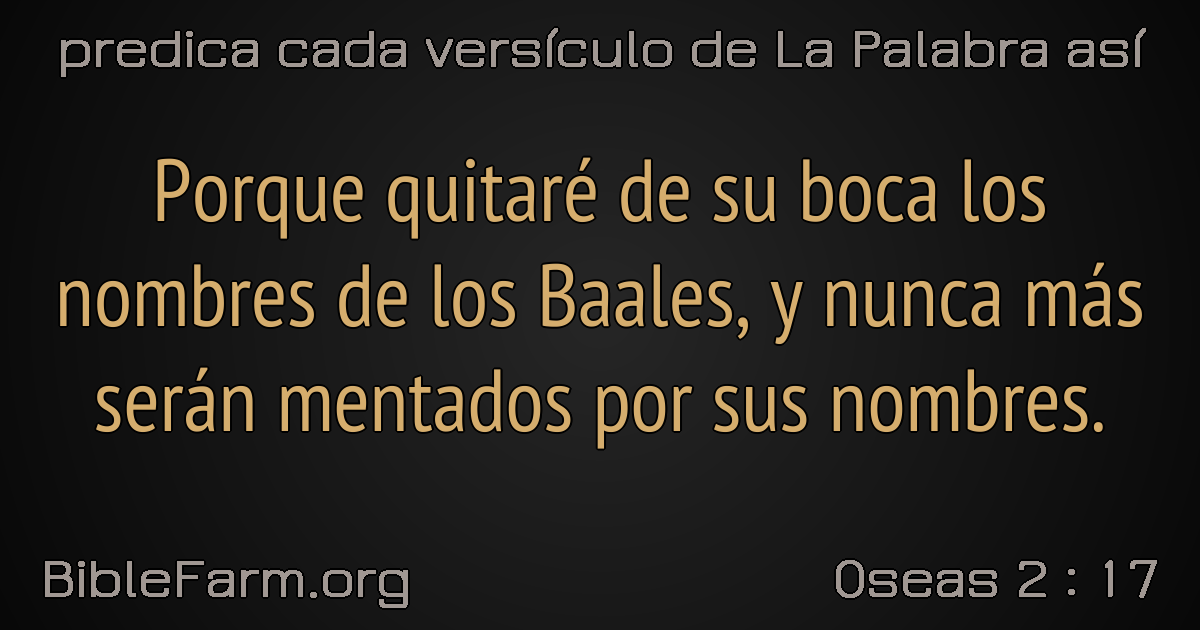 predica cada versículo de La Palabra así
Porque quitaré de su boca los
nombres de los Baales, y nunca más
serán mentados por sus nombres.
BibleFarm.org
Oseas 2 : 17